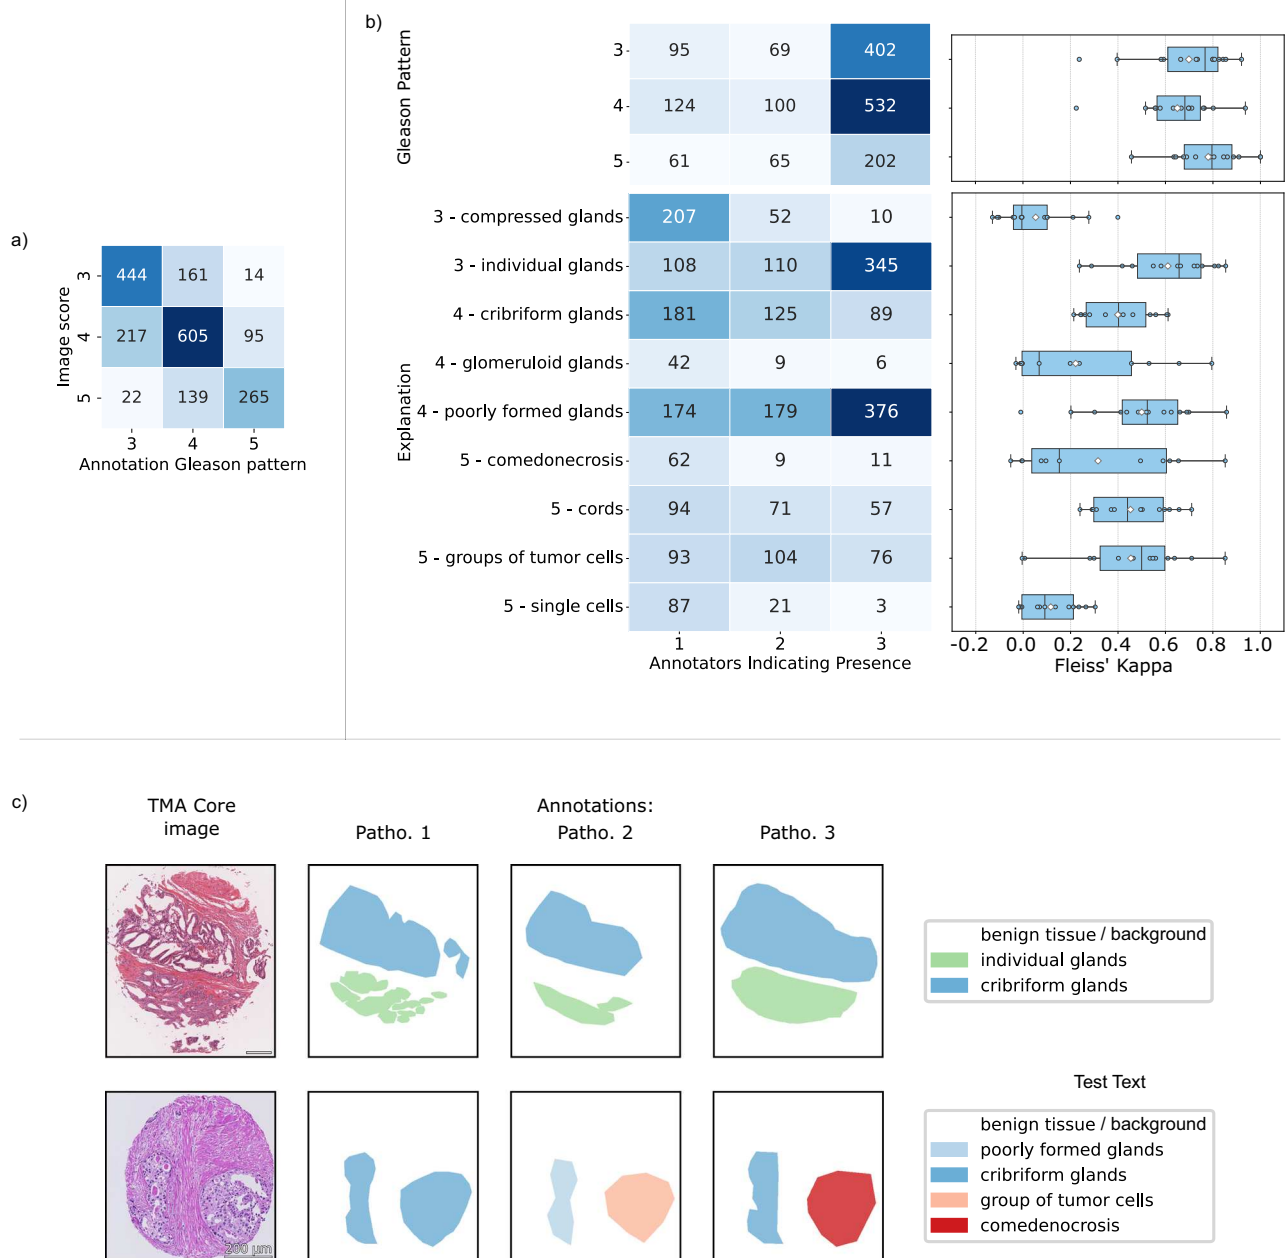 b)
Gleason Pattern
3 95 69 402
4 124 100 532
5 61 65 202
a)
Image score
3 444 161 14
4 217 605 95
5 22 139 265
3 4 5
Annotation Gleason pattern
Explanation
3 - compressed glands 207 52 10
3 - individual glands 108 110 345
4 - cribriform glands 181 125 89
4 - glomeruloid glands 42 9 6
4 - poorly formed glands 174 179 376
5 - comedonecrosis 62 9 11
5 - cords 94 71 57
5 - groups of tumor cells 93 104 76
5 - single cells 87 21 3
1 2 3
Annotators Indicating Presence
-0.2 0.0 0.2 0.4 0.6 0.8 1.0
Fleiss' Kappa
c)
TMA Core
image
Annotations:
Patho. 1 Patho. 2 Patho. 3
benign tissue / background
individual glands
cribriform glands
Test Text
benign tissue / background
poorly formed glands
cribriform glands
group of tumor cells
comedenocrosis
200 µm